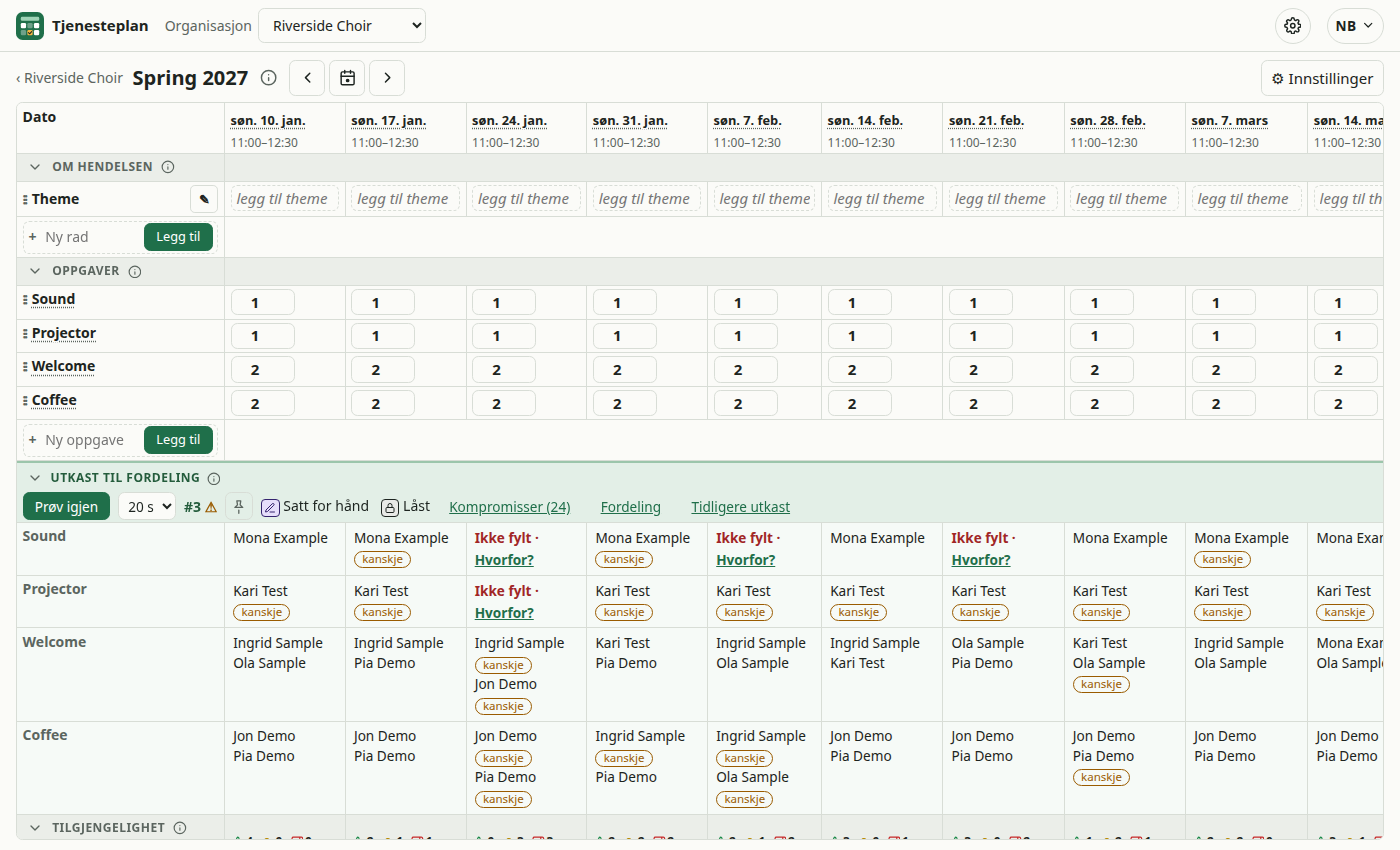 Tjenesteplan Organisasjon Riverside Choir NB
‹ Riverside Choir Spring 2027 ⚙ Innstillinger
Dato søn. 10. jan. søn. 17. jan. søn. 24. jan. søn. 31. jan. søn. 7. feb. søn. 14. feb. søn. 21. feb. søn. 28. feb. søn. 7. mars søn. 14. ma
11:00–12:30 11:00–12:30 11:00–12:30 11:00–12:30 11:00–12:30 11:00–12:30 11:00–12:30 11:00–12:30 11:00–12:30 11:00–12:30
OM HENDELSEN
Theme legg til theme legg til theme legg til theme legg til theme legg til theme legg til theme legg til theme legg til theme legg til theme legg til th
+ Ny rad Legg til
OPPGAVER
Sound 1 1 1 1 1 1 1 1 1 1
Projector 1 1 1 1 1 1 1 1 1 1
Welcome 2 2 2 2 2 2 2 2 2 2
Coffee 2 2 2 2 2 2 2 2 2 2
+ Ny oppgave Legg til
UTKAST TIL FORDELING
Prøv igjen 20 s #3 ⚠ Satt for hånd Låst Kompromisser (24) Fordeling Tidligere utkast
Sound Mona Example Mona Example Ikke fylt · Mona Example Ikke fylt · Mona Example Ikke fylt · Mona Example Mona Example Mona Exar
kanskje Hvorfor? kanskje Hvorfor? Hvorfor? kanskje
Projector Kari Test Kari Test Ikke fylt · Kari Test Kari Test Kari Test Kari Test Kari Test Kari Test Kari Test
kanskje kanskje Hvorfor? kanskje kanskje kanskje kanskje kanskje kanskje kanskje
Welcome Ingrid Sample Ingrid Sample Ingrid Sample Kari Test Ingrid Sample Ingrid Sample Ola Sample Kari Test Ingrid Sample Mona Exar
Ola Sample Pia Demo kanskje Pia Demo Ola Sample Kari Test Pia Demo Ola Sample Ola Sample Ola Sampl
Jon Demo kanskje
kanskje
Coffee Jon Demo Jon Demo Jon Demo Ingrid Sample Ingrid Sample Jon Demo Jon Demo Jon Demo Jon Demo Jon Demo
Pia Demo Pia Demo kanskje kanskje kanskje Pia Demo Pia Demo Pia Demo Pia Demo Pia Demo
Pia Demo Pia Demo Ola Sample kanskje
kanskje kanskje
TILGJENGELIGHET